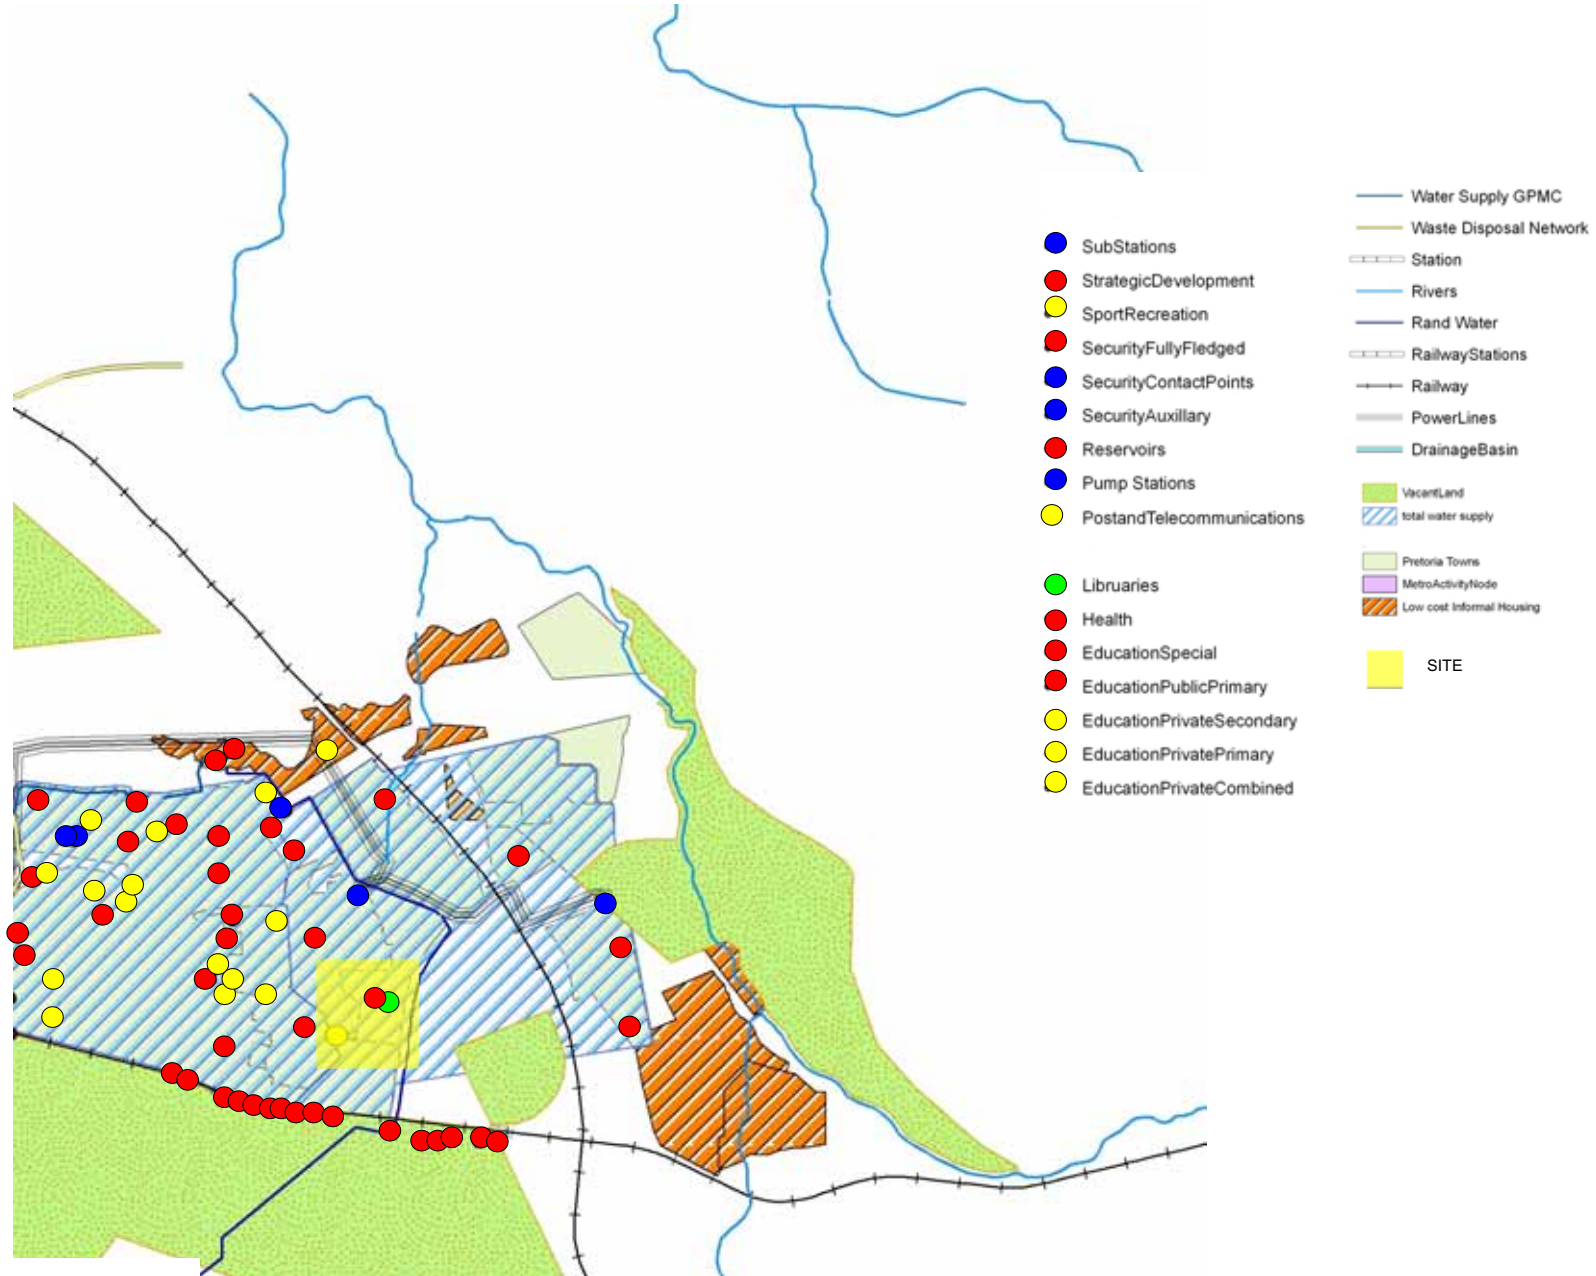 SubStations
StrategicDevelopment
SportRecreation
SecurityFullyFledged
SecurityContactPoints
SecurityAuxillary
Reservoirs
Pump Stations
PostandTelecommunications
Libruaries
Health
EducationSpecial
EducationPublicPrimary
EducationPrivateSecondary
EducationPrivatePrimary
EducationPrivateCombined
Water Supply GPMC
Waste Disposal Network
Station
Rivers
Rand Water
RailwayStations
Railway
PowerLines
DrainageBasin
VacentLand
total water supply
Pretoria Towns
MetroActivityNode
Low cost Informal Housing
SITE